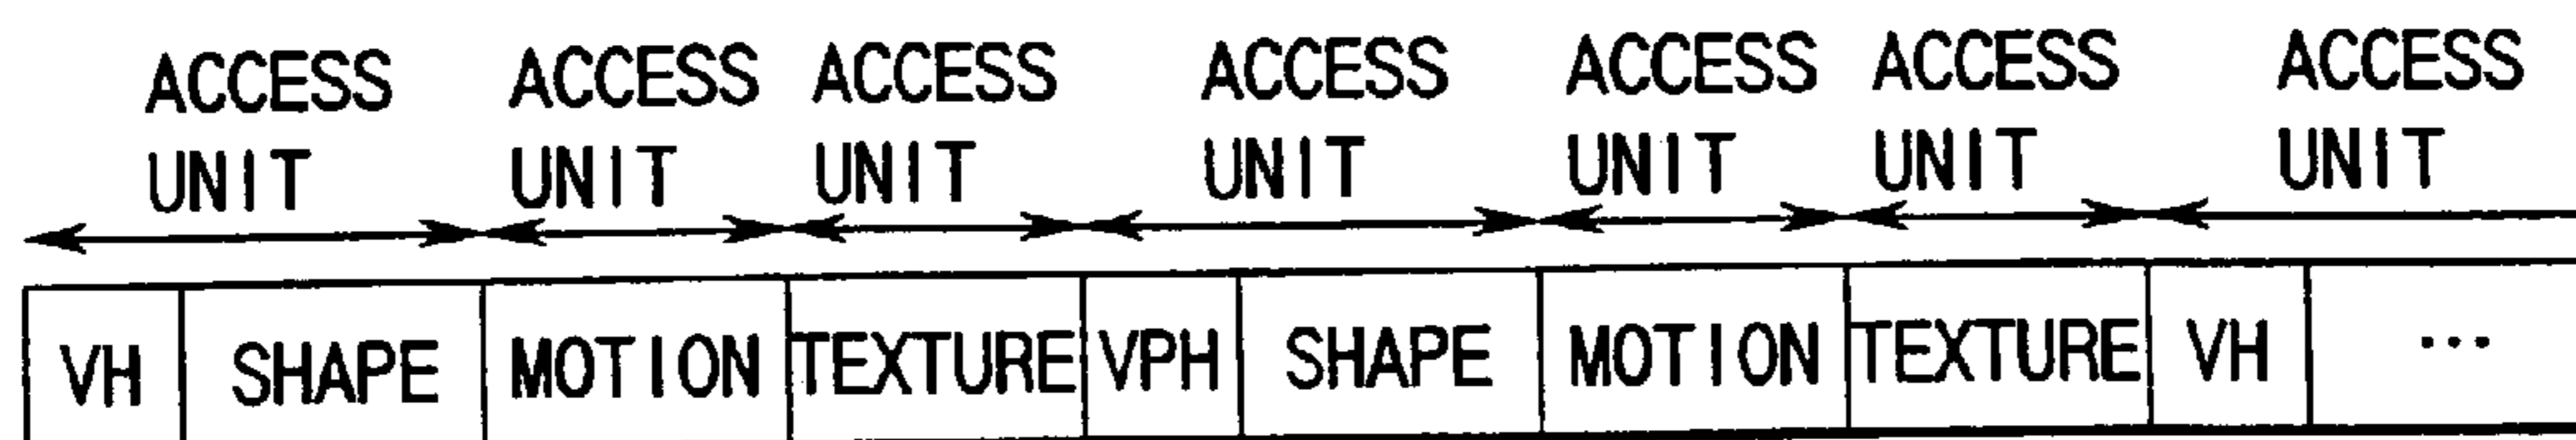 ACCESS ACCESS ACCESS ACCESS ACCESS ACCESS ACCESS
UNIT UNIT UNIT UNIT UNIT UNIT UNIT
VH SHAPE MOTION TEXTURE VPH SHAPE MOTION TEXTURE VH ...